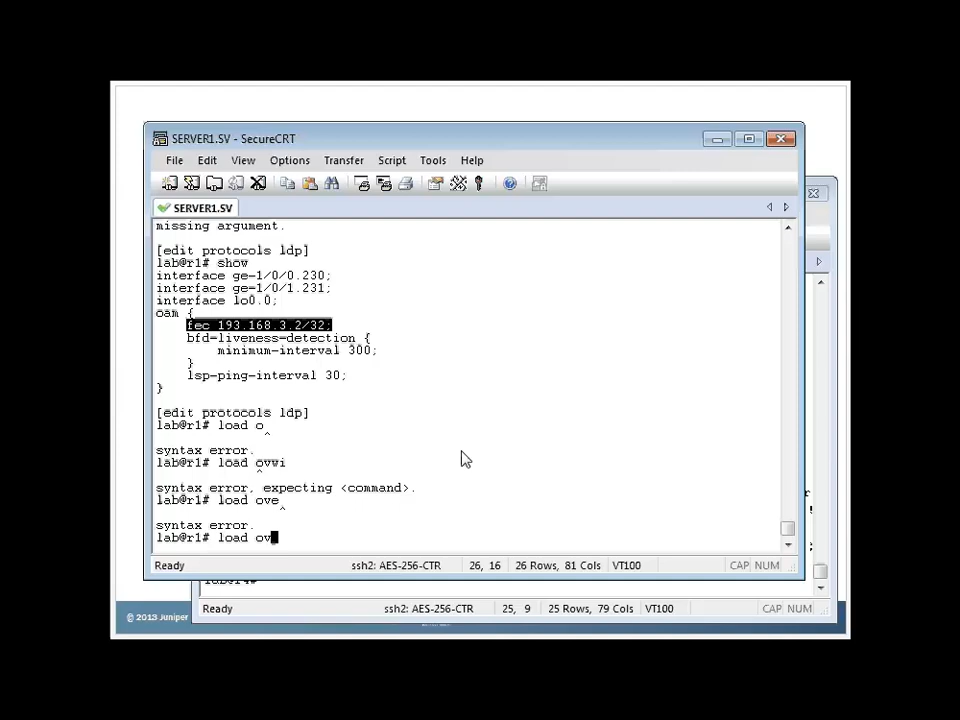 SERVER1.SV - SecureCRT
File Edit View Options Transfer Script Tools Help
SERVER1.SV
missing argument.
[edit protocols ldp]
lab@r1# show
interface ge-1/0/0.230;
interface ge-1/0/1.231;
interface lo0.0;
oam {
fec 193.168.3.2/32;
bfd-liveness-detection {
minimum-interval 300;
}
lsp-ping-interval 30;
}
[edit protocols ldp]
lab@r1# load o
^
syntax error.
lab@r1# load ovwi
^
syntax error, expecting <command>.
lab@r1# load ove
^
syntax error.
lab@r1# load ov
Ready ssh2: AES-256-CTR 26, 16 26 Rows, 81 Cols VT100 CAP NUM
Ready ssh2: AES-256-CTR 25, 9 25 Rows, 79 Cols VT100 CAP NUM
© 2013 Juniper